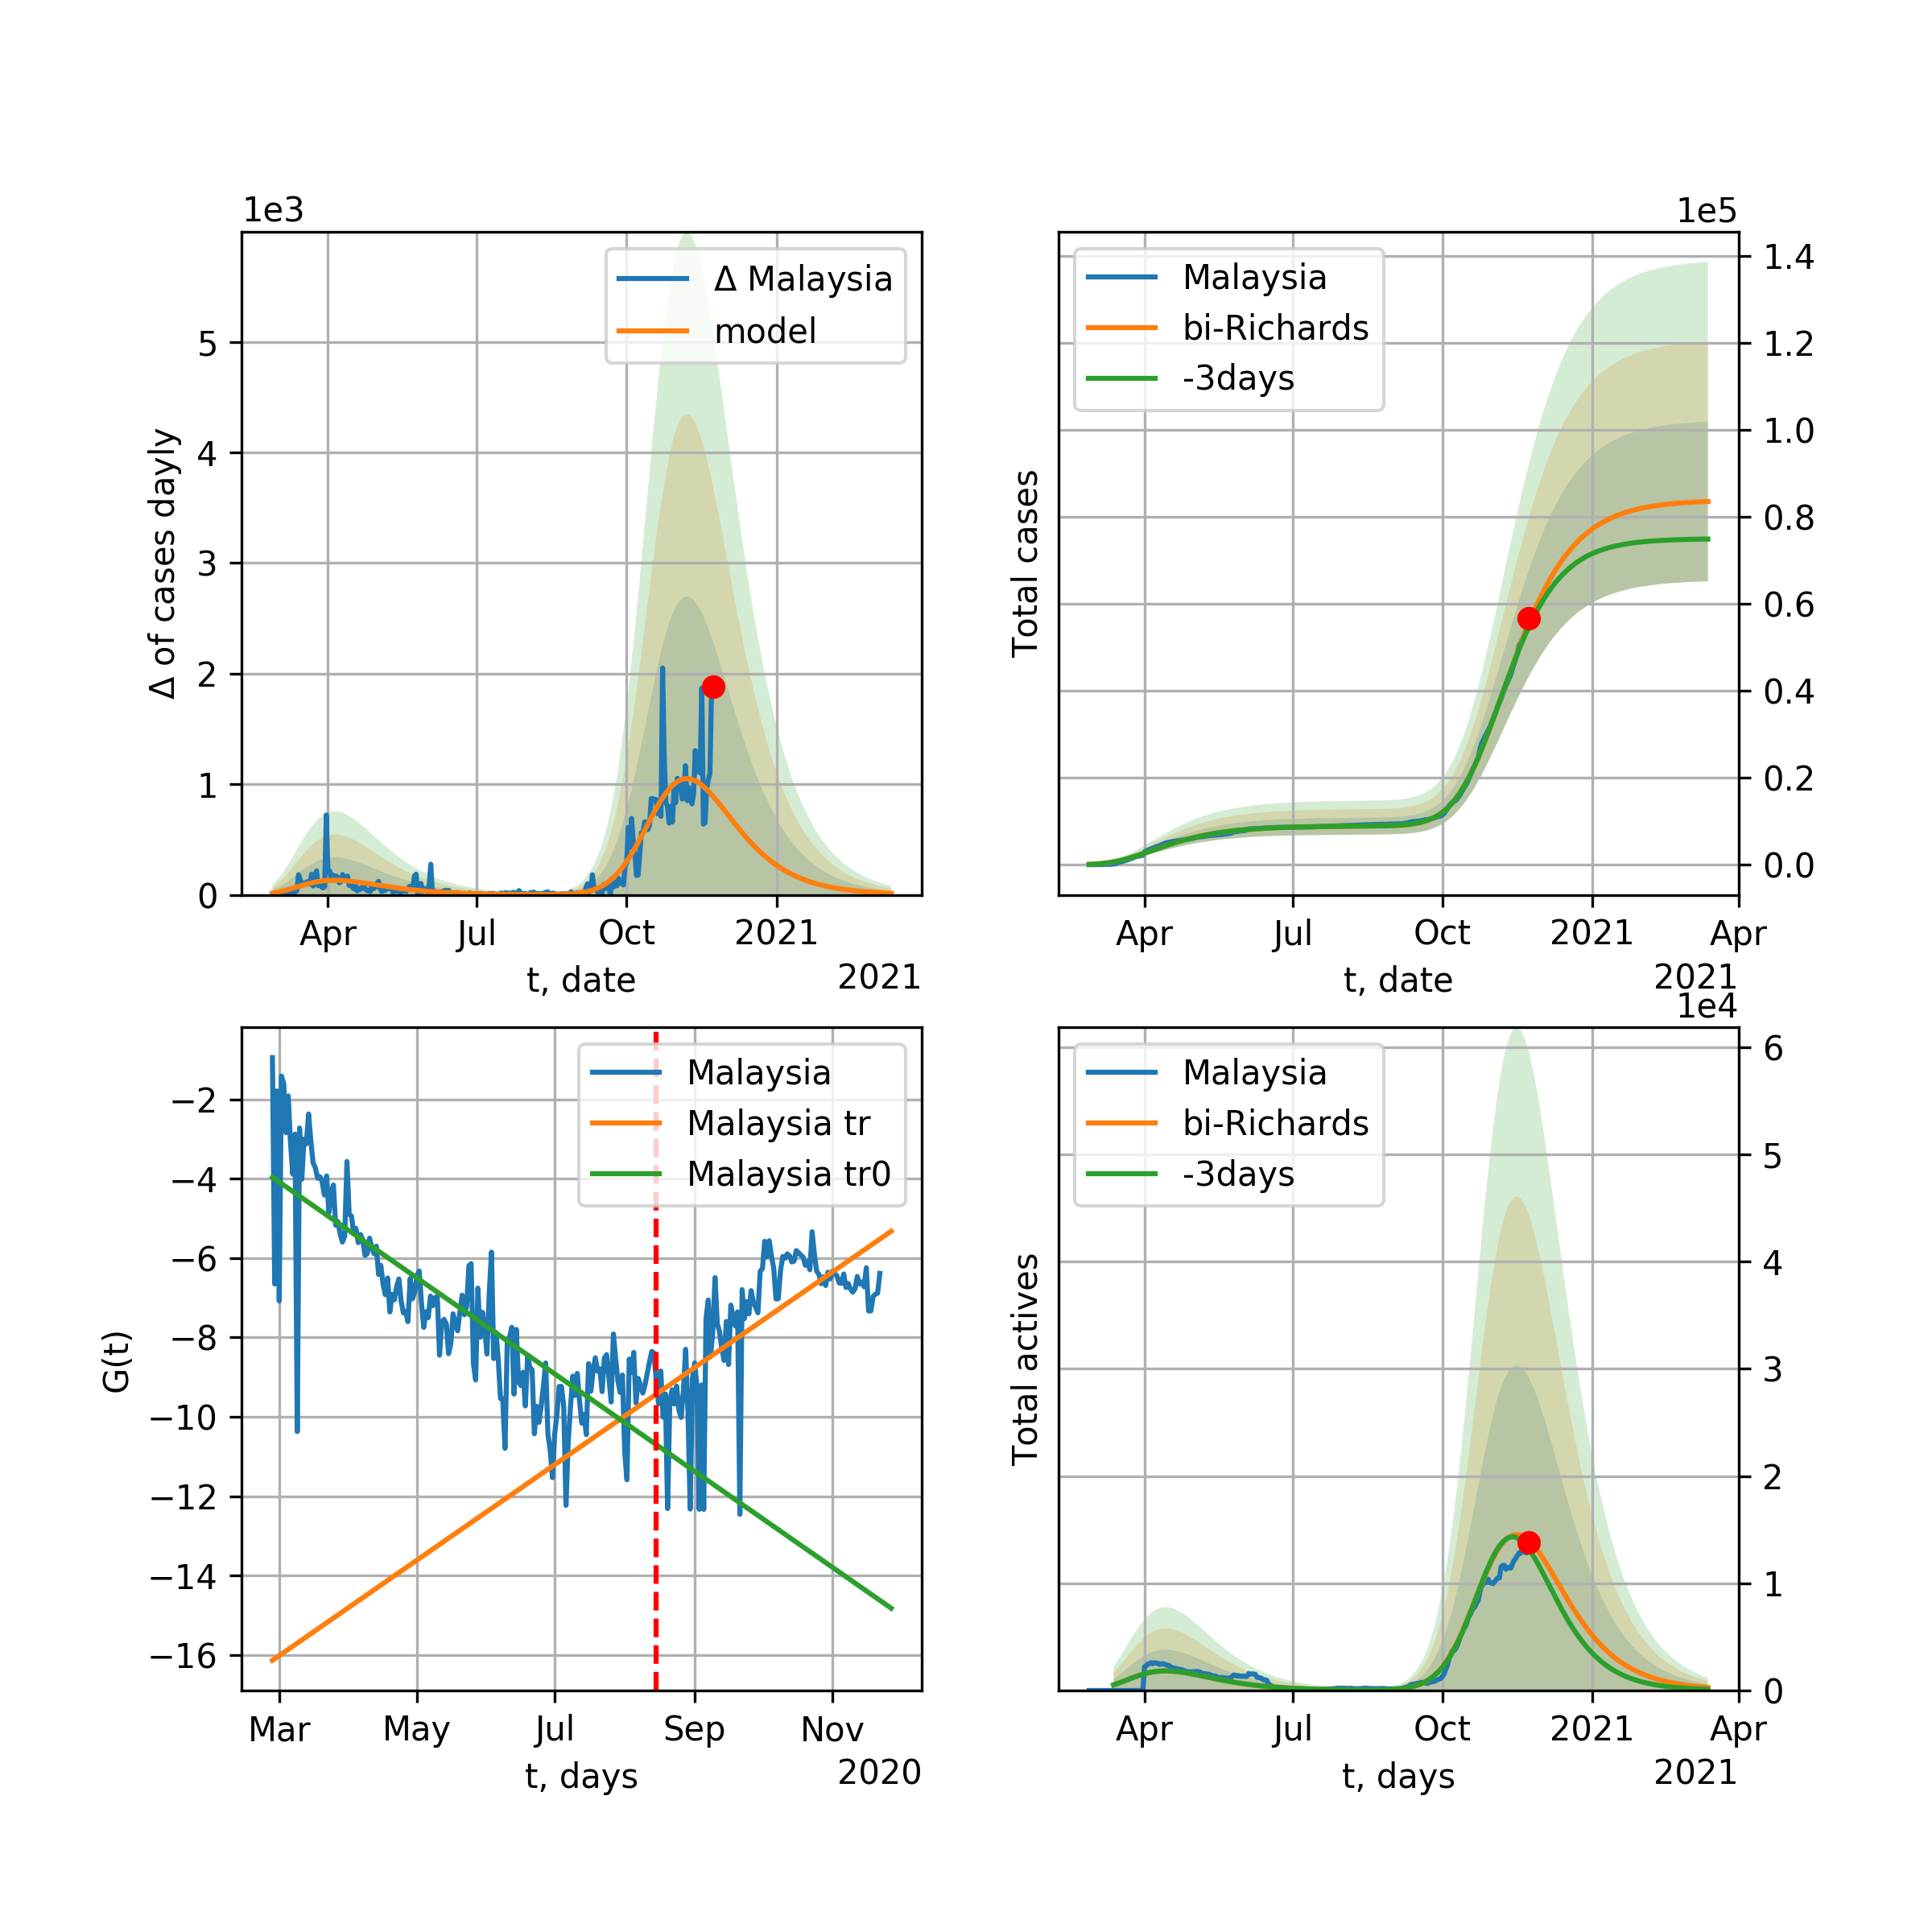 1e3
Δ of cases dayly
5
4
3
2
1
0
Δ Malaysia
model
Apr Jul Oct 2021
t, date
2021
1e5
Total cases
Malaysia
bi-Richards
-3days
1.4
1.2
1.0
0.8
0.6
0.4
0.2
0.0
Apr Jul Oct 2021 Apr
t, date
2021
G(t)
−2
−4
−6
−8
−10
−12
−14
−16
Malaysia
Malaysia tr
Malaysia tr0
Mar May Jul Sep Nov
t, days
2020
1e4
Total actives
Malaysia
bi-Richards
-3days
6
5
4
3
2
1
0
Apr Jul Oct 2021 Apr
t, days
2021